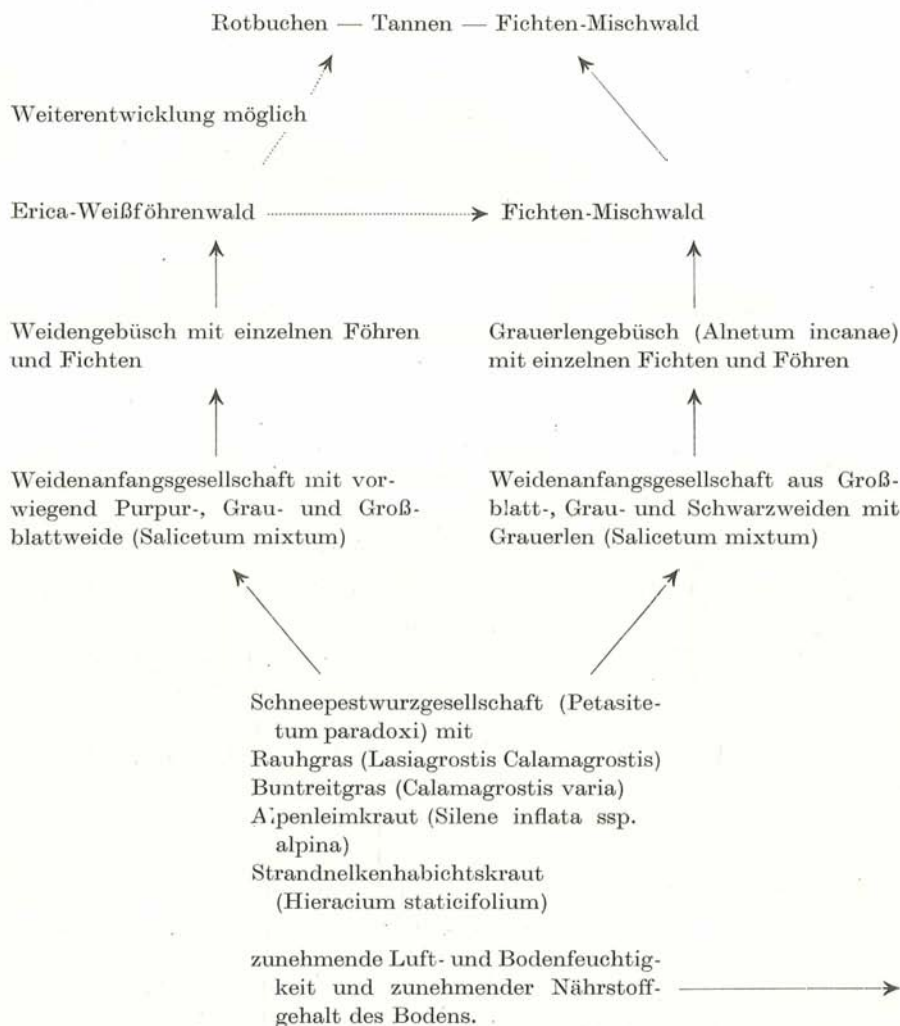 Rotbuchen — Tannen — Fichten-Mischwald
Weiterentwicklung möglich
Erica-Weißföhrenwald
Fichten-Mischwald
Weidengebüsch mit einzelnen Föhren
und Fichten
Grauerlengebüsch (Alnetum incanae)
mit einzelnen Fichten und Föhren
Weidenanfangsgesellschaft mit vor-
wiegend Purpur-, Grau- und Groß-
blattweide (Salicetum mixtum)
Weidenanfangsgesellschaft aus Groß-
blatt-, Grau- und Schwarzweiden mit
Grauerlen (Salicetum mixtum)
Schneepestwurzgesellschaft (Petasite-
tum paradoxi) mit
Rauhgras (Lasiagrostis Calamagrostis)
Buntreitgras (Calamagrostis varia)
Alpenleimkraut (Silene inflata ssp.
alpina)
Strandnelkenhabichtskraut
(Hieracium staticifolium)
zunehmende Luft- und Bodenfeuchtig-
keit und zunehmender Nährstoff-
gehalt des Bodens.